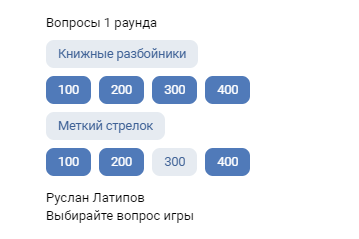 Вопросы 1 раунда
Книжные разбойники
100 200 300 400
Меткий стрелок
100 200 300 400
Руслан Латипов
Выбирайте вопрос игры